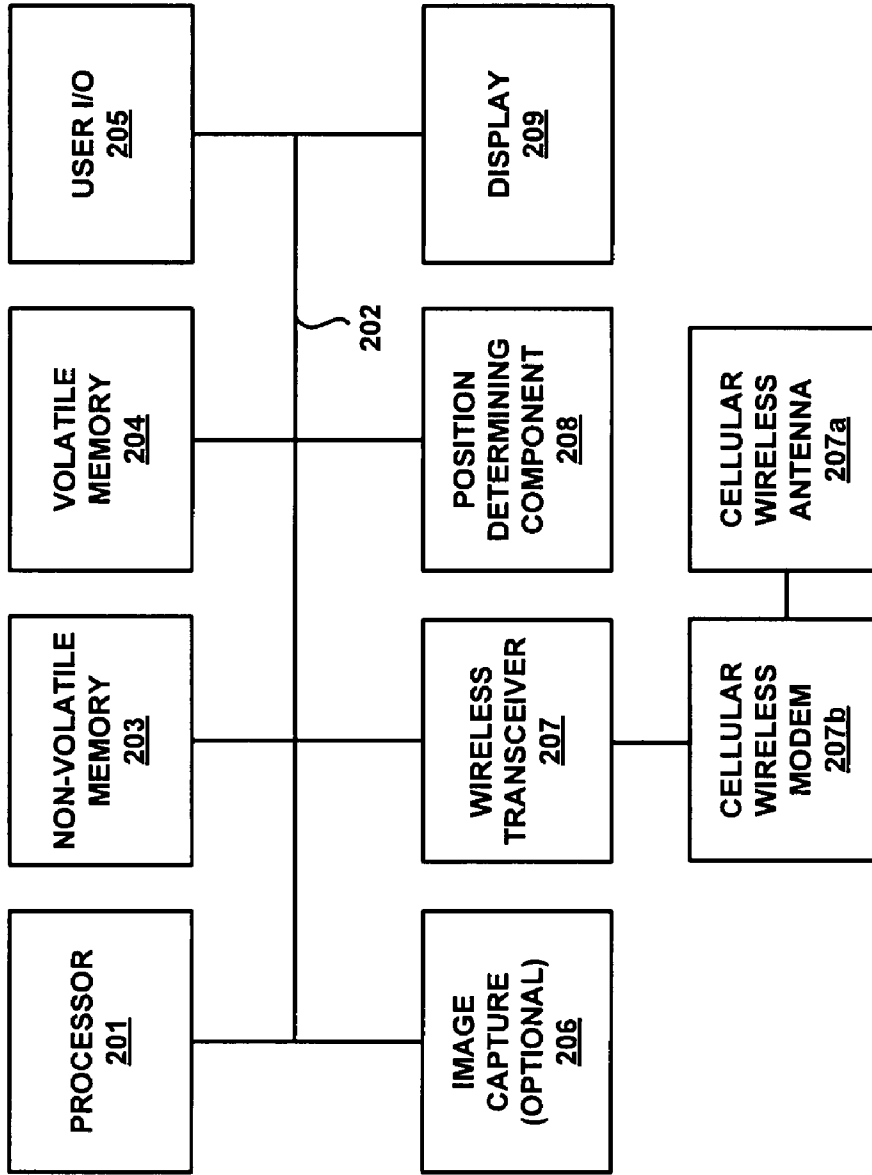 PROCESSOR
201
NON-VOLATILE
MEMORY
203
VOLATILE
MEMORY
204
USER I/O
205
202
IMAGE
CAPTURE
(OPTIONAL)
206
WIRELESS
TRANSCEIVER
207
POSITION
DETERMINING
COMPONENT
208
DISPLAY
209
CELLULAR
WIRELESS
MODEM
207b
CELLULAR
WIRELESS
ANTENNA
207a